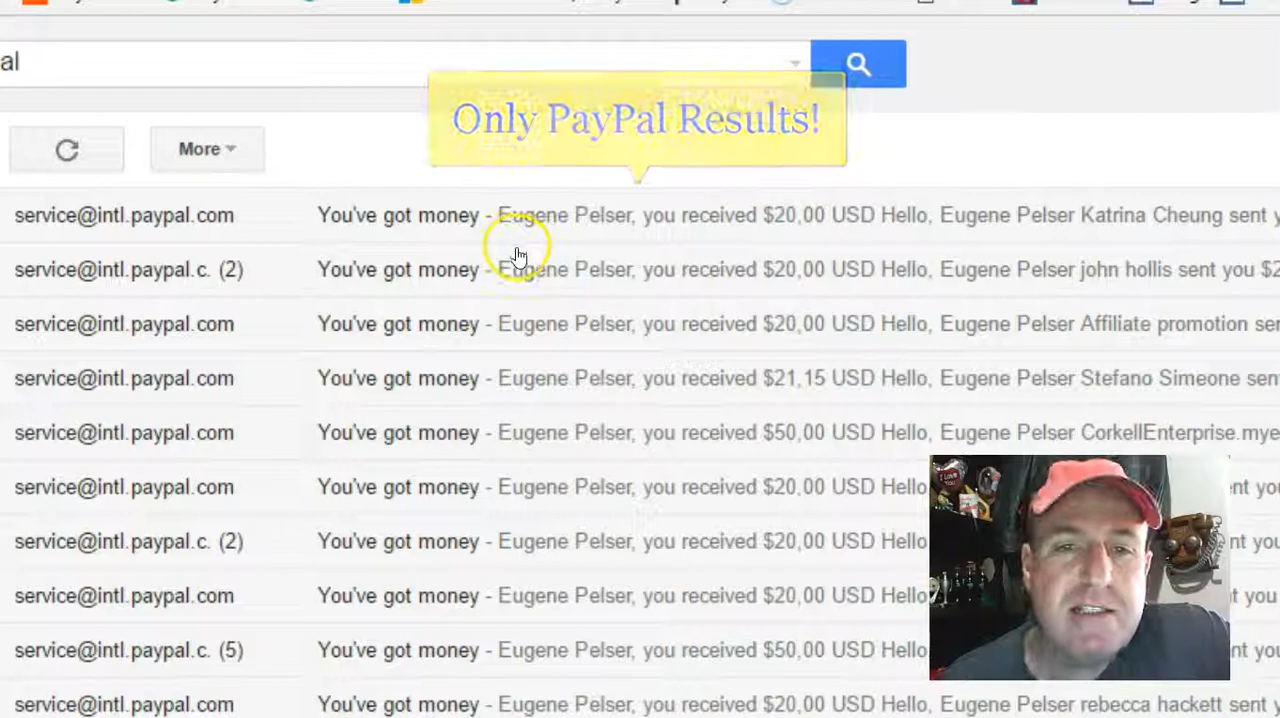 al
Only PayPal Results!
More
service@intl.paypal.com You've got money - Eugene Pelser, you received $20,00 USD Hello, Eugene Pelser Katrina Cheung sent
service@intl.paypal.c. (2) You've got money - Eugene Pelser, you received $20,00 USD Hello, Eugene Pelser john hollis sent you $2
service@intl.paypal.com You've got money - Eugene Pelser, you received $20,00 USD Hello, Eugene Pelser Affiliate promotion se
service@intl.paypal.com You've got money - Eugene Pelser, you received $21,15 USD Hello, Eugene Pelser Stefano Simeone sen
service@intl.paypal.com You've got money - Eugene Pelser, you received $50,00 USD Hello, Eugene Pelser CorkellEnterprise.mye
service@intl.paypal.com You've got money - Eugene Pelser, you received $20,00 USD Hello nt you
service@intl.paypal.c. (2) You've got money - Eugene Pelser, you received $20,00 USD Hello nt you
service@intl.paypal.com You've got money - Eugene Pelser, you received $20,00 USD Hello t you
service@intl.paypal.c. (5) You've got money - Eugene Pelser, you received $50,00 USD Hello nt you
service@intl.paypal.com You've got money - Eugene Pelser, you received $20,00 USD Hello, Eugene Pelser rebecca hackett sent y